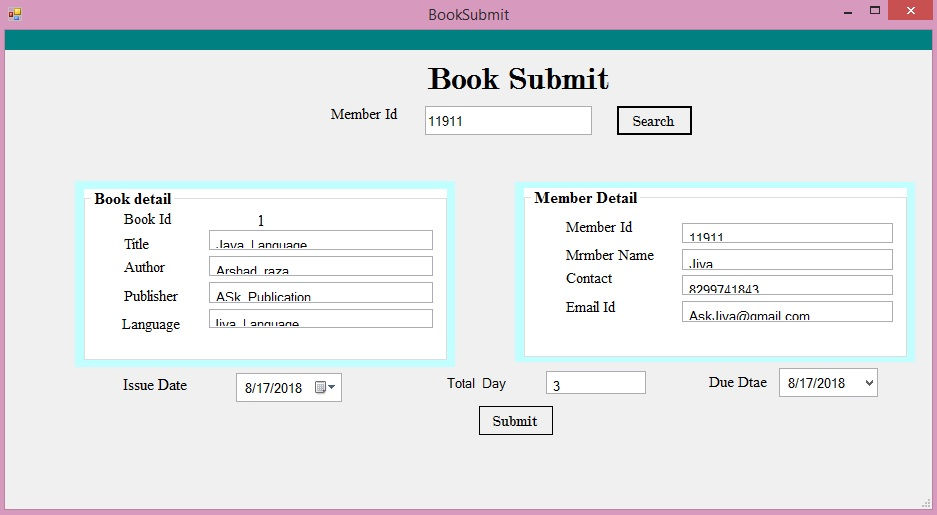 BookSubmit
Book Submit
Member Id 11911 Search
Book detail
Book Id 1
Title Java Language
Author Arshad raza
Publisher ASk Publication
Language Jiva Language
Member Detail
Member Id 11911
Mrmber Name Jiva
Contact 8299741843
Email Id AskJiva@gmail.com
Issue Date 8/17/2018 Total Day 3 Due Dtae 8/17/2018
Submit